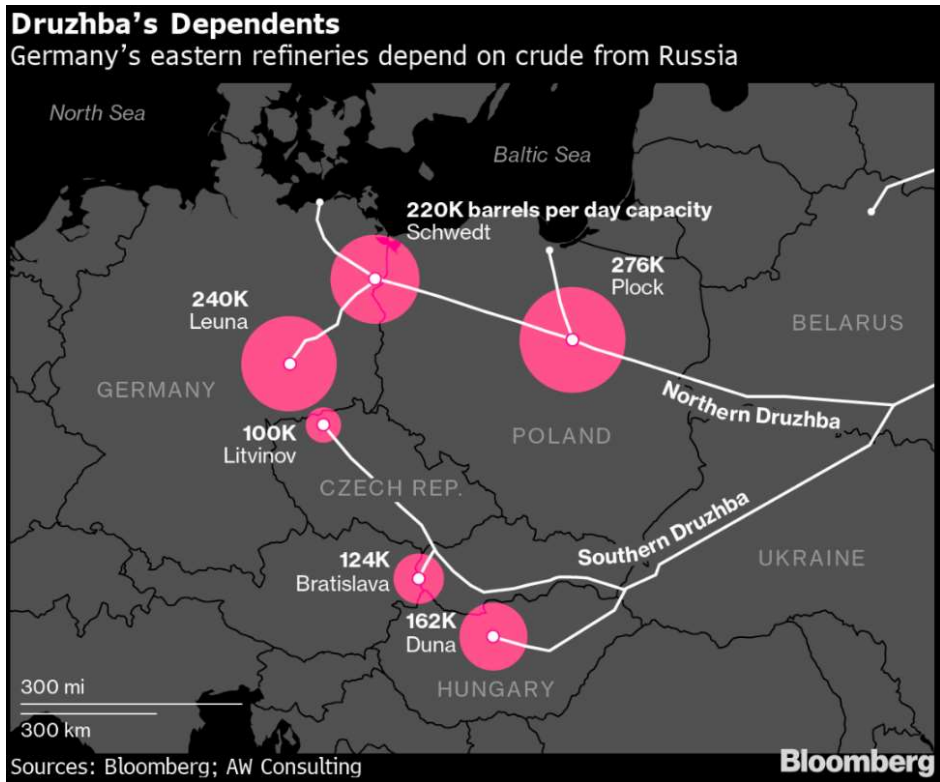 Druzhba's Dependents
Germany's eastern refineries depend on crude from Russia
North Sea
Baltic Sea
220K barrels per day capacity
Schwedt
276K
Plock
240K
Leuna
BELARUS
GERMANY
Northern Druzhba
100K
Litvinov
POLAND
CZECH REP.
Southern Druzhba
UKRAINE
124K
Bratislava
162K
Duna
HUNGARY
300 mi
300 km
Sources: Bloomberg; AW Consulting
Bloomberg